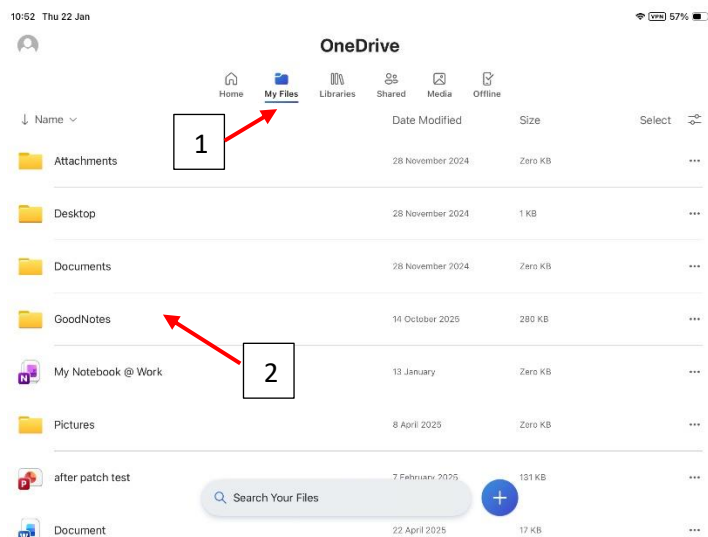 10:52 Thu 22 Jan
VPN 57%
OneDrive
Home My Files Libraries Shared Media Offline
↓ Name Date Modified Size Select
1
Attachments 28 November 2024 Zero KB ...
Desktop 28 November 2024 1 KB ...
Documents 28 November 2024 Zero KB ...
GoodNotes 14 October 2025 280 KB ...
2
N My Notebook @ Work 13 January Zero KB ...
Pictures 8 April 2025 Zero KB ...
P after patch test 7 February 2025 131 KB ...
Search Your Files +
Document 22 April 2025 17 KB ...